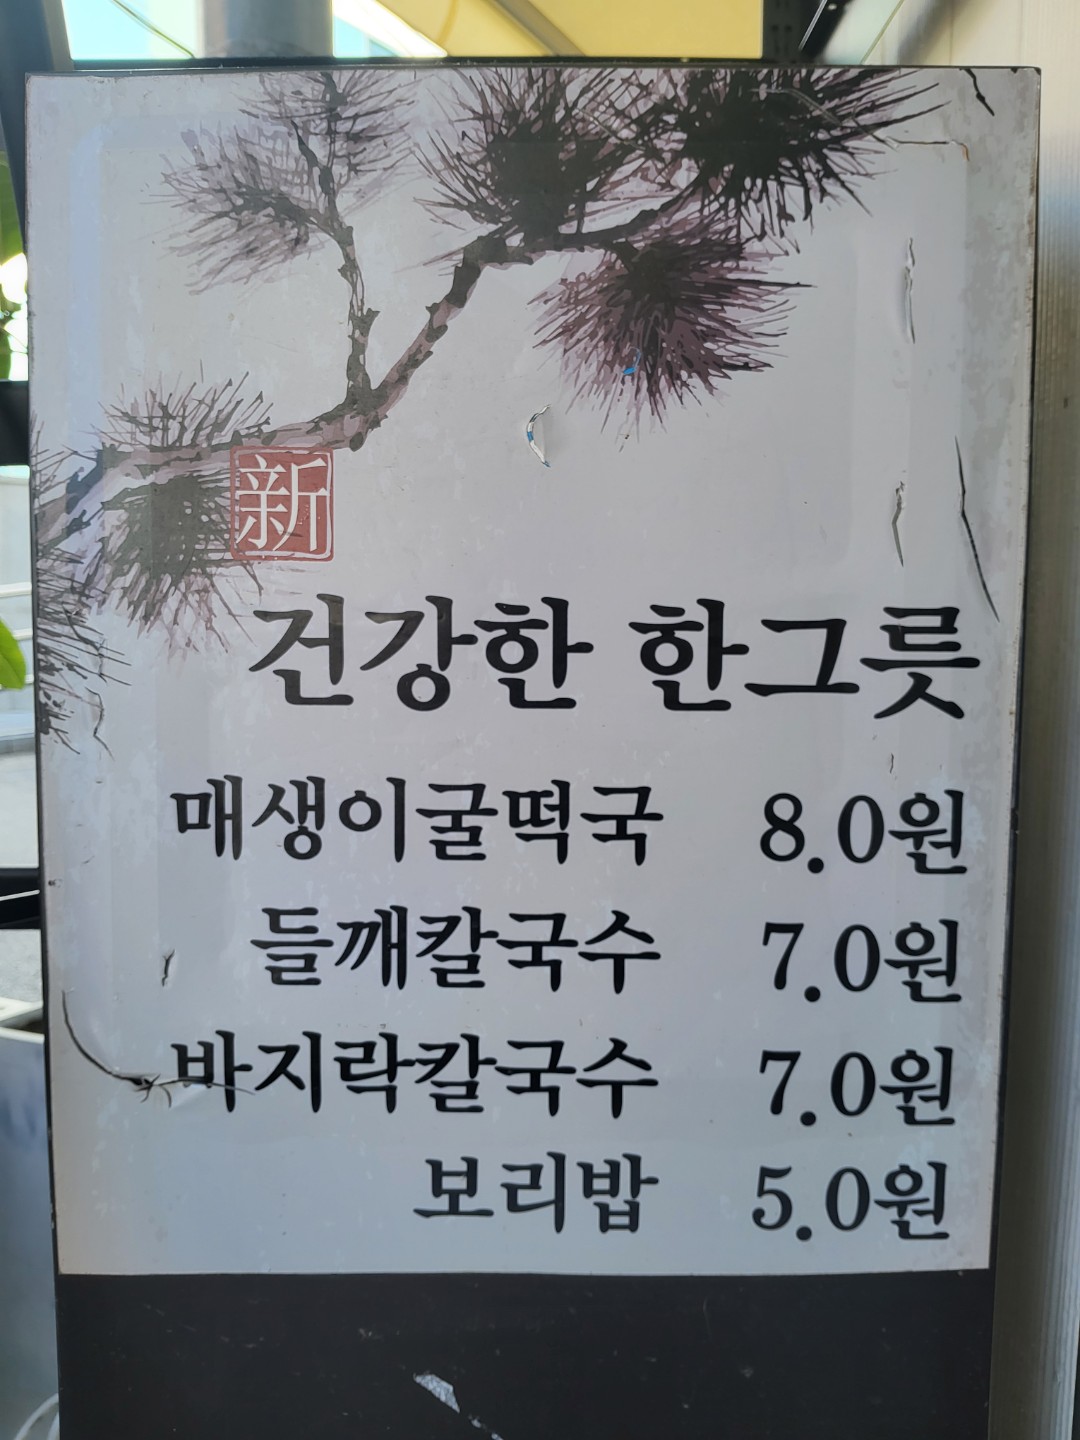 新
건강한 한그릇
매생이굴떡국 8.0원
들깨칼국수 7.0원
바지락칼국수 7.0원
보리밥 5.0원